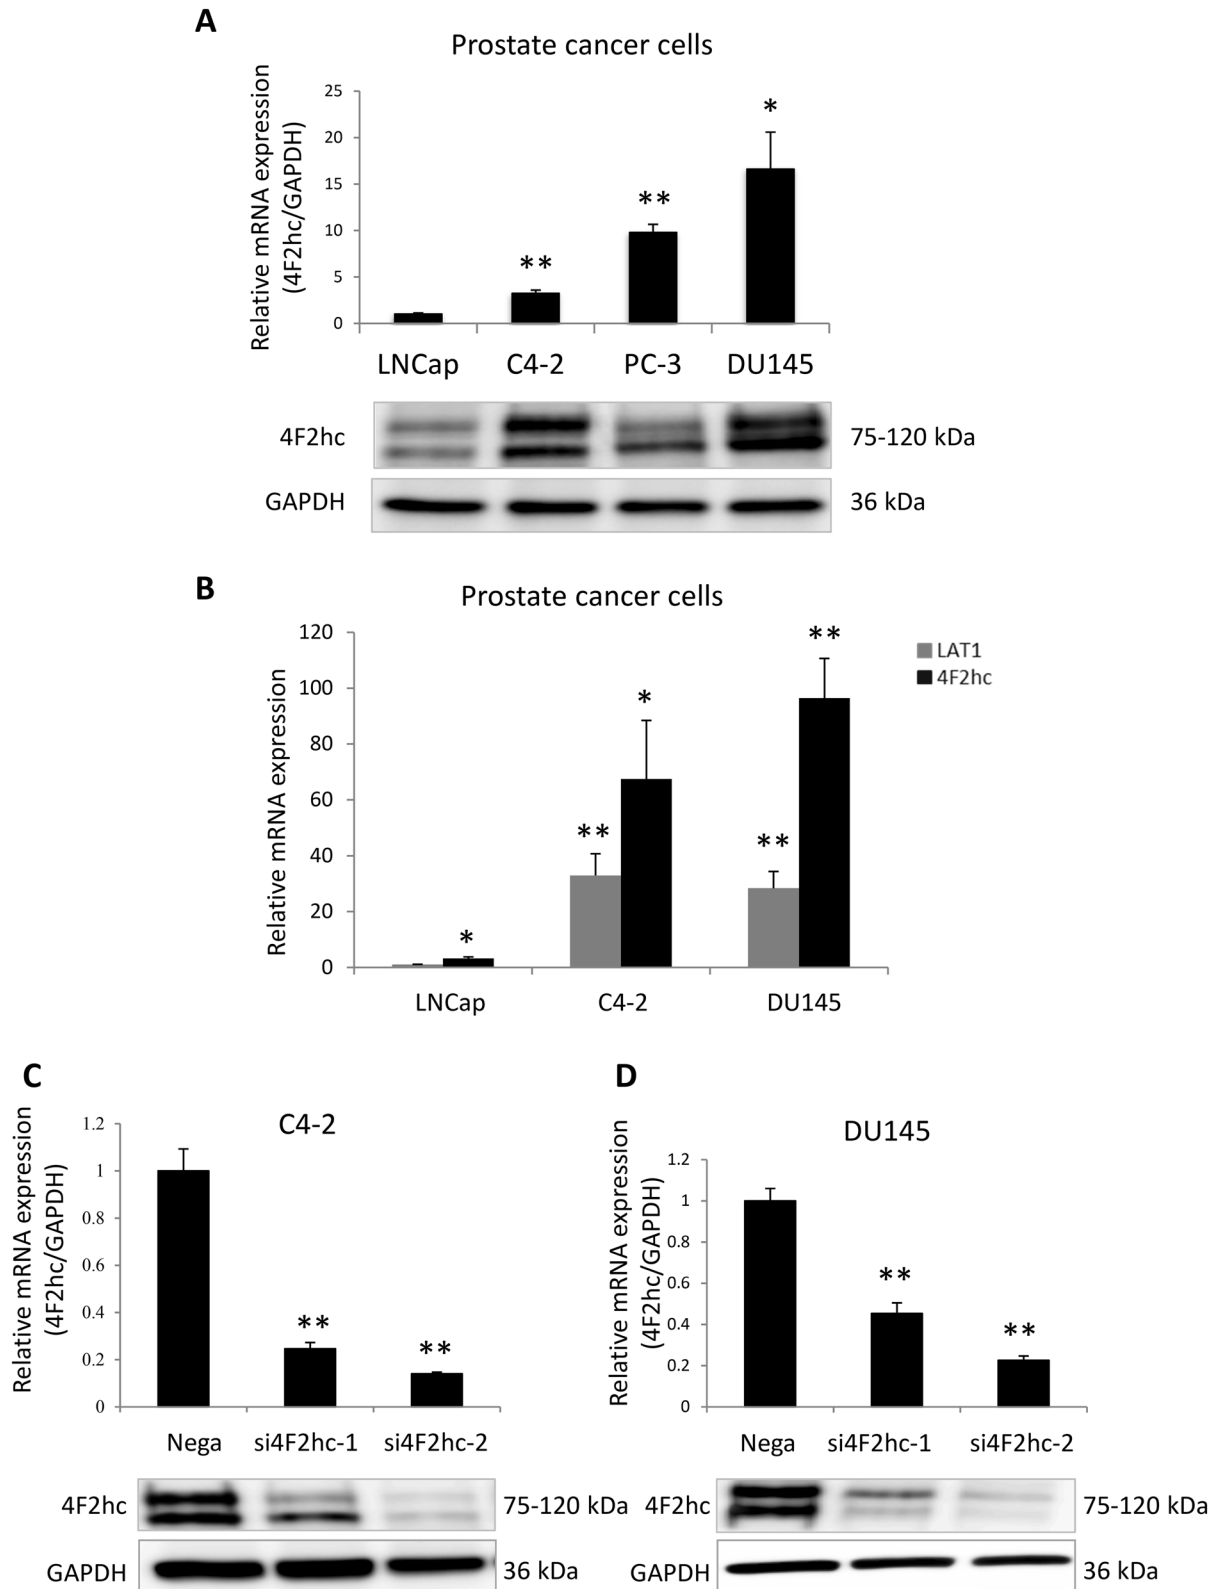 A
Prostate cancer cells
Relative mRNA expression
(4F2hc/GAPDH)
25
20
15
10
5
0
**
**
*
LNCap C4-2 PC-3 DU145
4F2hc 75-120 kDa
GAPDH 36 kDa
B
Prostate cancer cells
Relative mRNA expression
120
100
80
60
40
20
0
*
**
*
**
**
LAT1
4F2hc
LNCap C4-2 DU145
C
C4-2
Relative mRNA expression
(4F2hc/GAPDH)
1.2
1
0.8
0.6
0.4
0.2
0
**
**
Nega si4F2hc-1 si4F2hc-2
4F2hc 75-120 kDa
GAPDH 36 kDa
D
DU145
Relative mRNA expression
(4F2hc/GAPDH)
1.2
1
0.8
0.6
0.4
0.2
0
**
**
Nega si4F2hc-1 si4F2hc-2
4F2hc 75-120 kDa
GAPDH 36 kDa